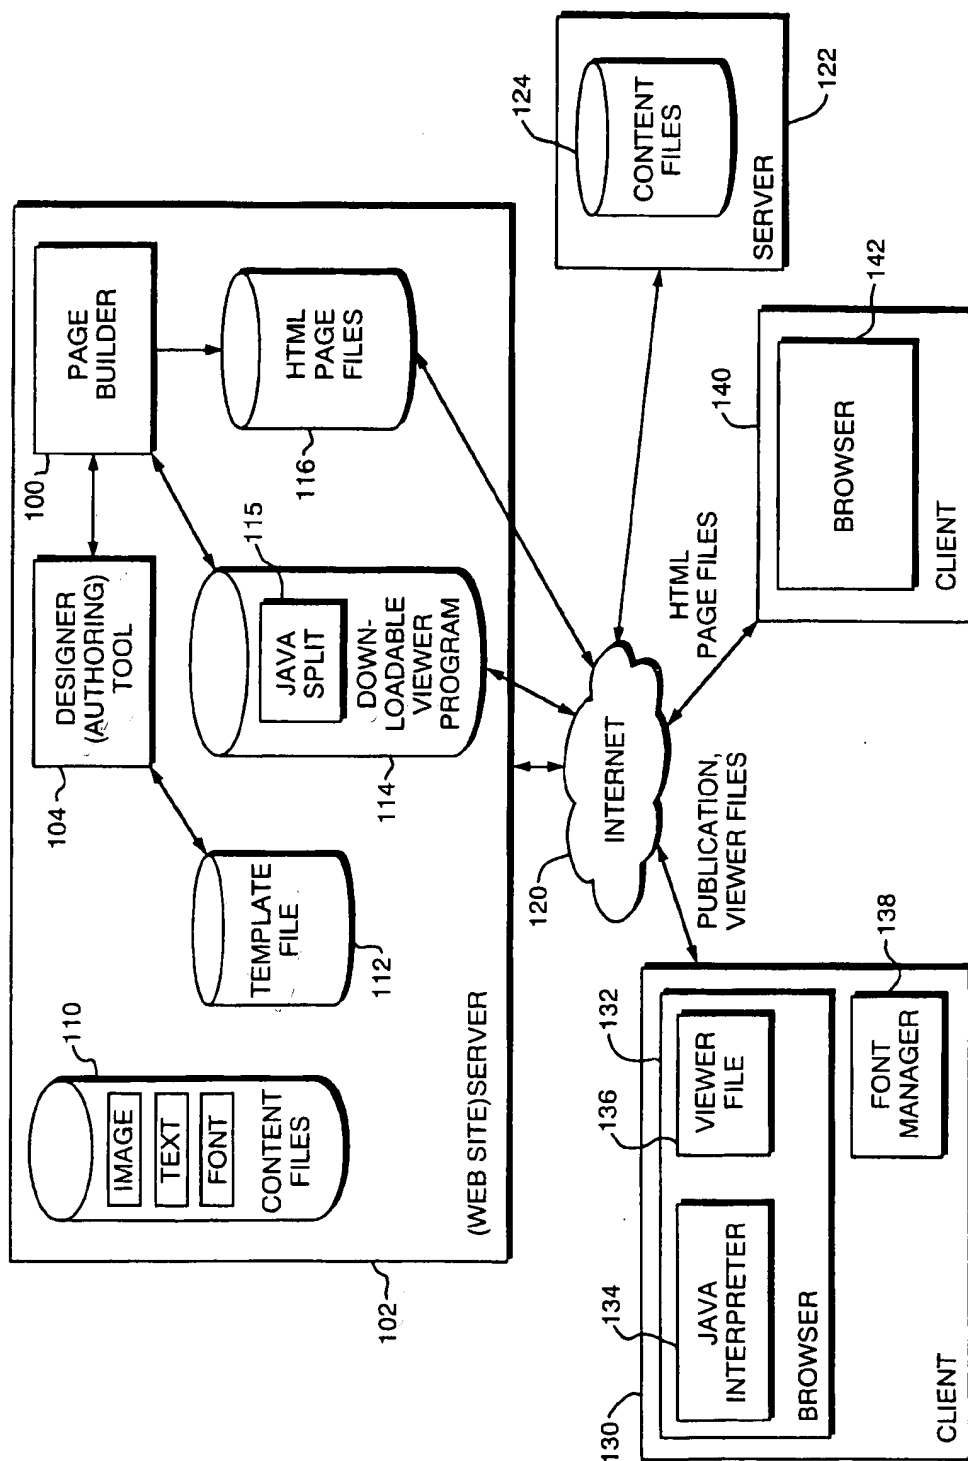 110
IMAGE
TEXT
FONT
CONTENT
FILES
(WEB SITE)SERVER
102
TEMPLATE
FILE
112
104
DESIGNER
(AUTHORING)
TOOL
100
PAGE
BUILDER
115
JAVA
SPLIT
DOWN-
LOADABLE
VIEWER
PROGRAM
114
HTML
PAGE
FILES
116
120
INTERNET
124
CONTENT
FILES
SERVER
122
PUBLICATION,
VIEWER FILES
HTML
PAGE FILES
130
134
JAVA
INTERPRETER
136
VIEWER
FILE
132
BROWSER
FONT
MANAGER
138
CLIENT
140
BROWSER
142
CLIENT